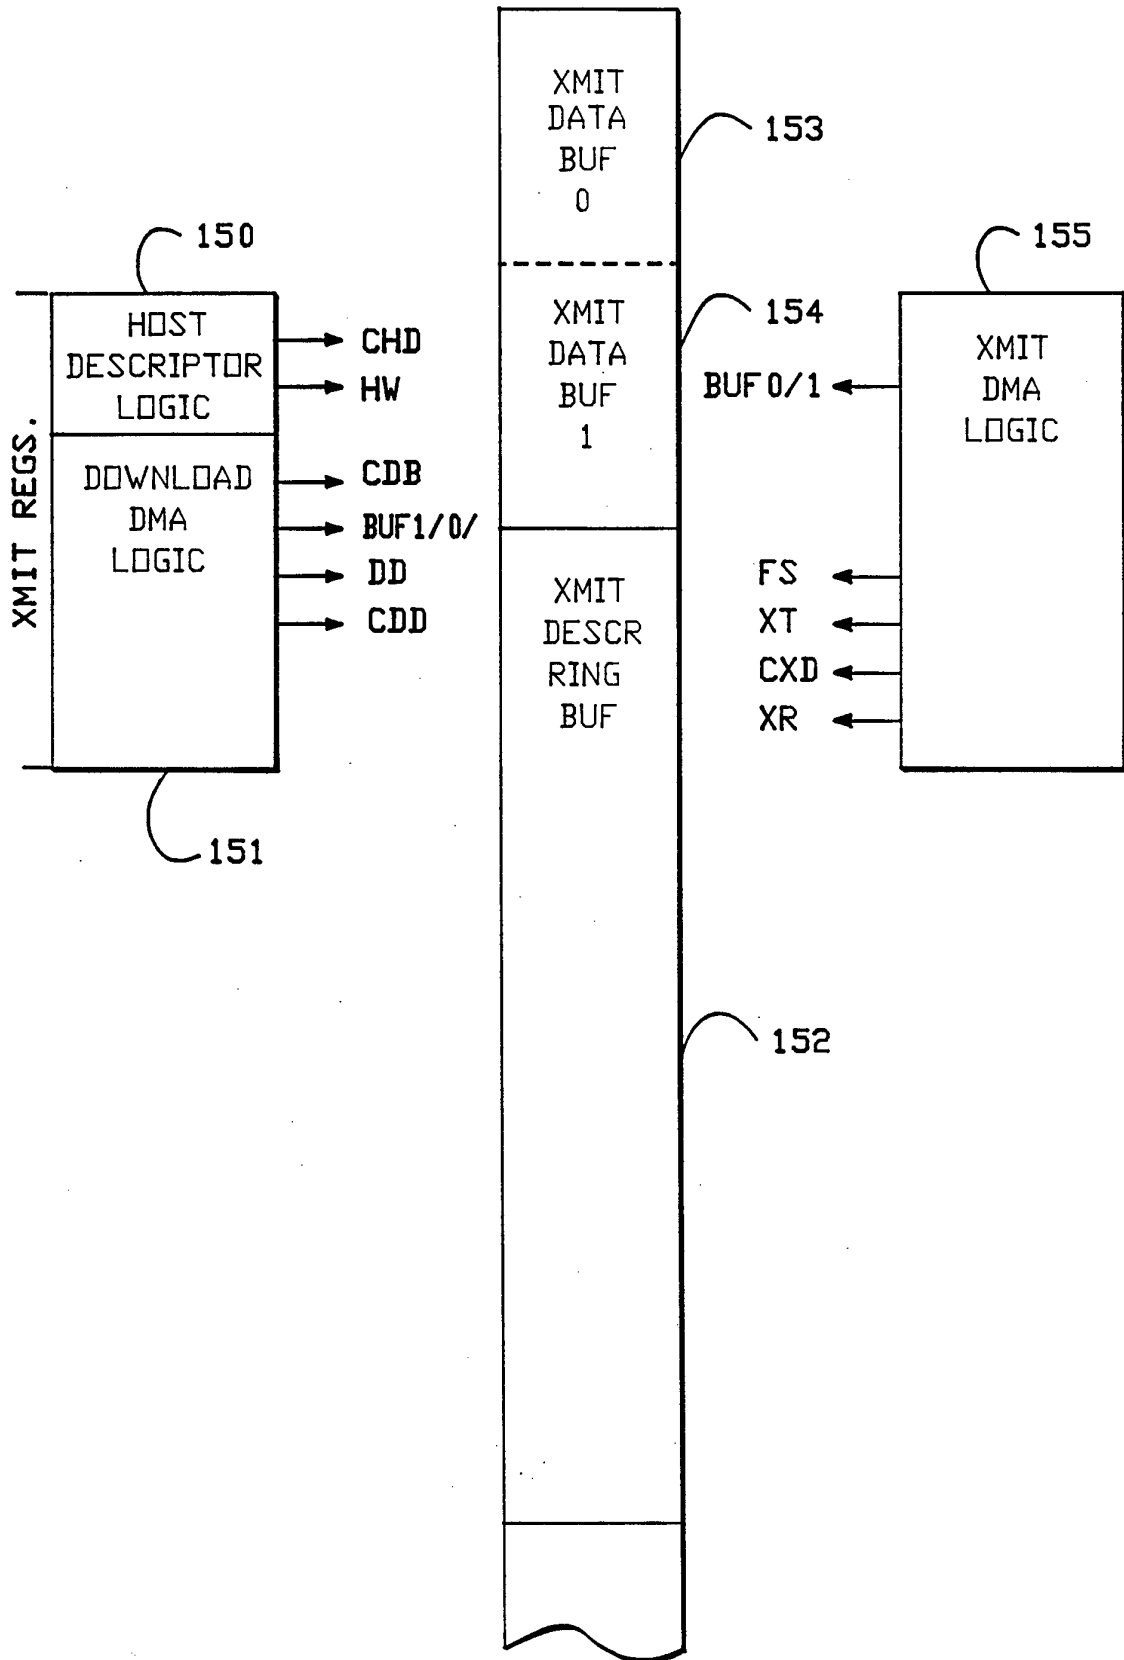 XMIT
DATA
BUF
0
153
150
155
XMIT REGS.
HOST
DESCRIPTOR
LOGIC
CHD
HW
XMIT
DATA
BUF
1
154
BUF 0/1
XMIT
DMA
LOGIC
DOWNLOAD
DMA
LOGIC
CDB
BUF1/0/
DD
CDD
XMIT
DESCR
RING
BUF
FS
XT
CXD
XR
151
152